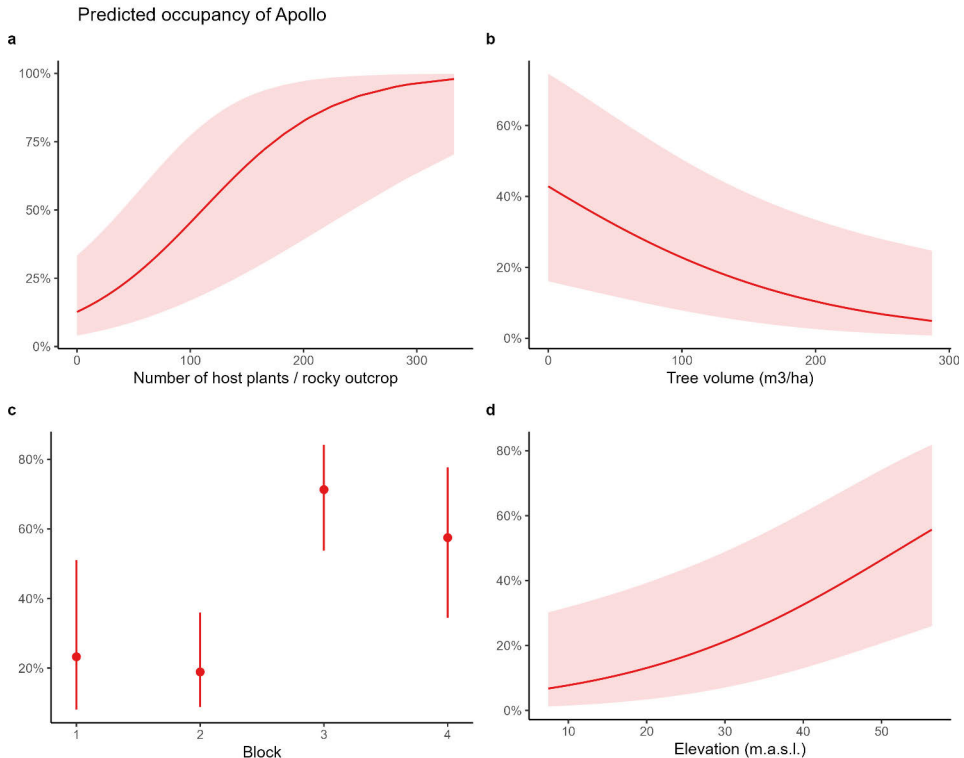 Predicted occupancy of Apollo
a
100%
75%
50%
25%
0%
0 100 200 300
Number of host plants / rocky outcrop
b
60%
40%
20%
0%
0 100 200 300
Tree volume (m3/ha)
c
80%
60%
40%
20%
1 2 3 4
Block
d
80%
60%
40%
20%
0%
10 20 30 40 50
Elevation (m.a.s.l.)